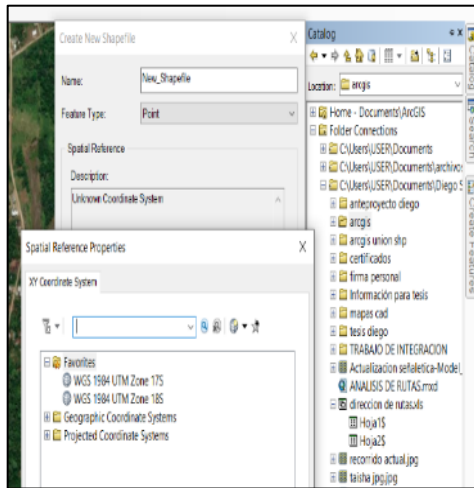 Create New Shapefile
Name:
New_Shapefile
Feature Type:
Point
Spatial Reference
Description:
Unknown Coordinate System
Spatial Reference Properties
XY Coordinate System
Favorites
WGS 1984 UTM Zone 17S
WGS 1984 UTM Zone 18S
Geographic Coordinate Systems
Projected Coordinate Systems
Catalog
Location:
arcgis
Home - Documents\ArcGIS
Folder Connections
C:\Users\USER\Documents
C:\Users\USER\Documents\archivos
C:\Users\USER\Documents\Diego S
anteproyecto diego
arcgis
arcgis union shp
certificados
firma personal
Información para tesis
mapas cad
tesis diego
TRABAJO DE INTEGRACION
Actualizacion señaletica-Model_
ANALISIS DE RUTAS.mxd
direccion de rutas.xls
Hoja1$
Hoja2$
recorrido actual.jpg
taisha jpg.jpg
Catalog
Search
Create Features